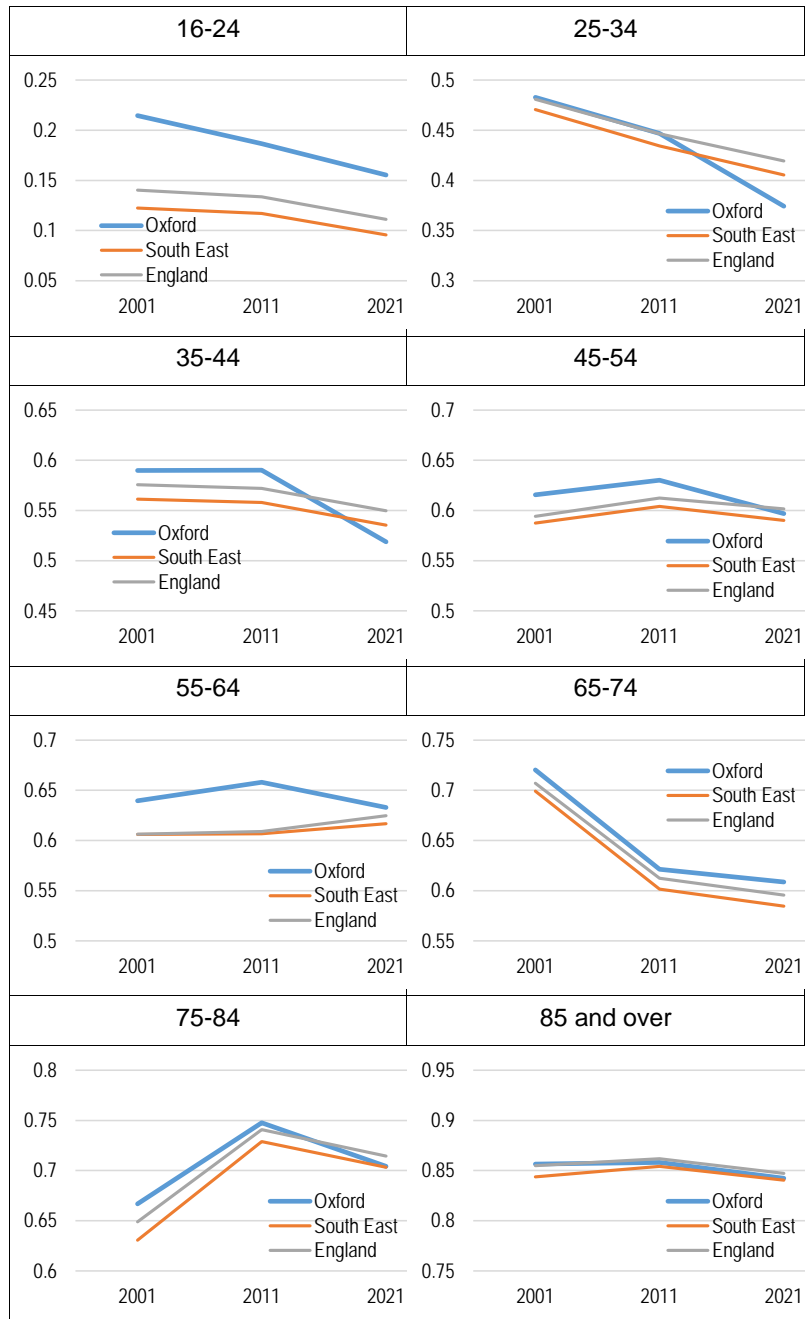 16-24
25-34
0.25
0.2
0.15
0.1
0.05
Oxford
South East
England
2001 2011 2021
0.5
0.45
0.4
0.35
0.3
Oxford
South East
England
2001 2011 2021
35-44
45-54
0.65
0.6
0.55
0.5
0.45
Oxford
South East
England
2001 2011 2021
0.7
0.65
0.6
0.55
0.5
Oxford
South East
England
2001 2011 2021
55-64
65-74
0.7
0.65
0.6
0.55
0.5
Oxford
South East
England
2001 2011 2021
0.75
0.7
0.65
0.6
0.55
Oxford
South East
England
2001 2011 2021
75-84
85 and over
0.8
0.75
0.7
0.65
0.6
Oxford
South East
England
2001 2011 2021
0.95
0.9
0.85
0.8
0.75
Oxford
South East
England
2001 2011 2021